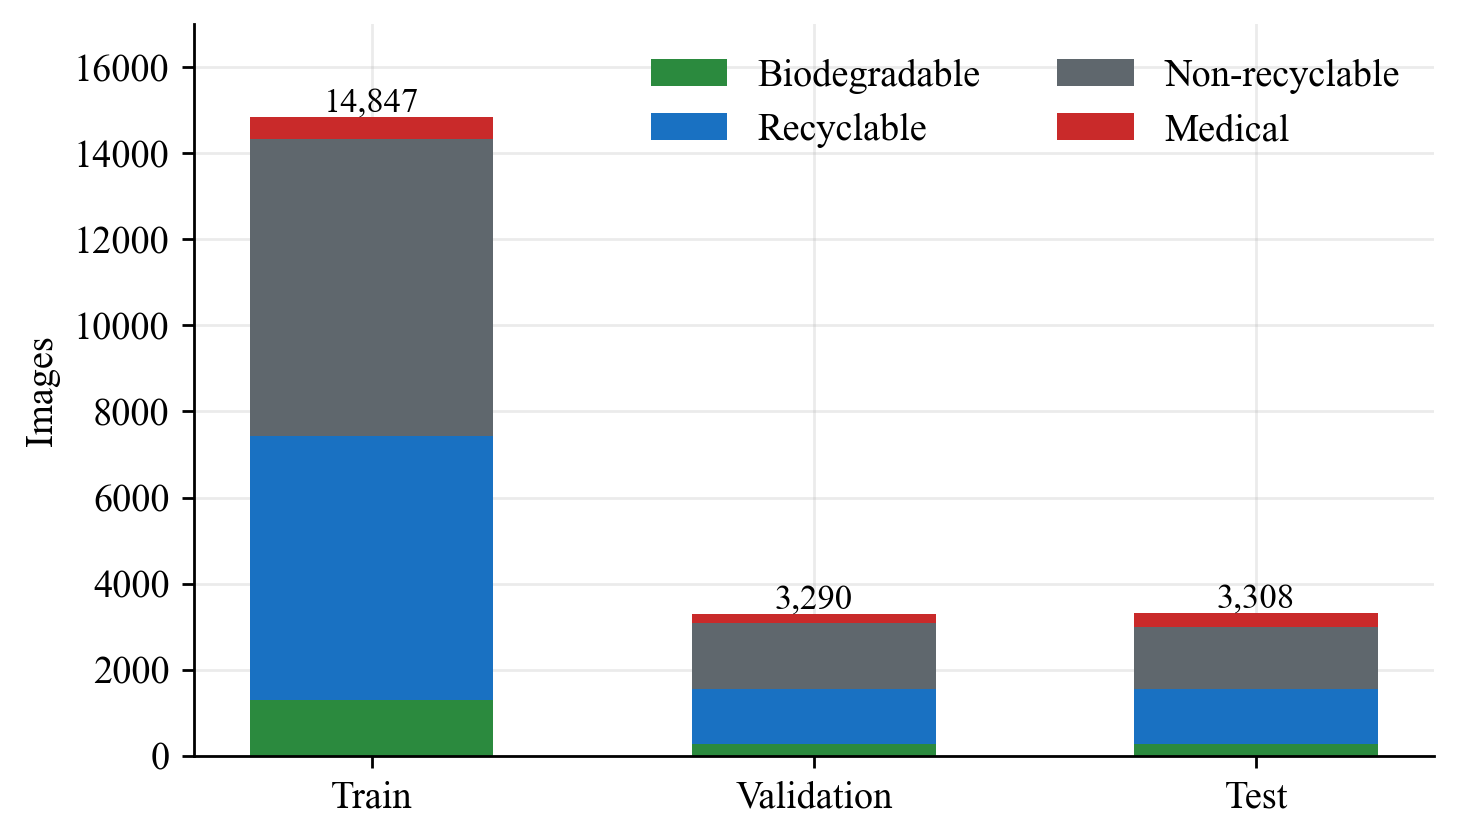 Images
16000
14000
12000
10000
8000
6000
4000
2000
0
Biodegradable
Recyclable
Non-recyclable
Medical
14,847
3,290
3,308
Train
Validation
Test